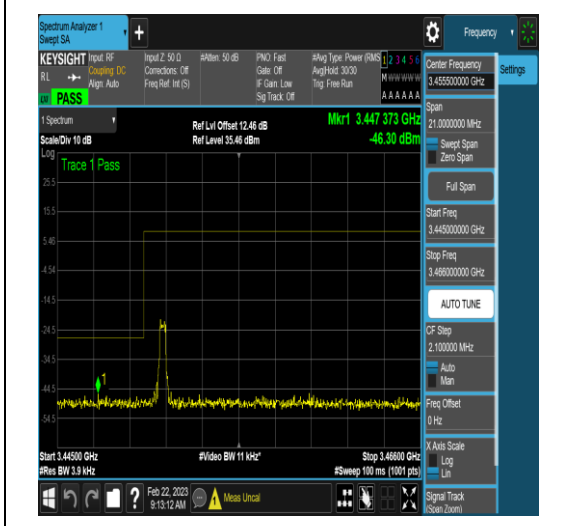 Spectrum Analyzer 1
Swept SA
+
Frequency
KEYSIGHT Input: RF Input Z: 50 Ω #Atten: 50 dB PNO: Fast #Avg Type: Power (RMS 1 2 3 4 5 6
RL Coupling: DC Corrections: Off Gate: Off Avg|Hold: 30/30 M W W W W W
Align: Auto Freq Ref: Int (S) IF Gain: Low Trig: Free Run
PASS Sig Track: Off A A A A A A
1 Spectrum
Scale/Div 10 dB
Ref Lvl Offset 12.46 dB
Ref Level 35.46 dBm
Mkr1 3.447 373 GHz
-46.30 dBm
Log
Trace 1 Pass
25.5
15.5
5.46
-4.54
-14.5
-24.5
-34.5
-44.5
-54.5
1
Start 3.44500 GHz #Video BW 11 kHz* Stop 3.46600 GHz
#Res BW 3.9 kHz #Sweep 100 ms (1001 pts)
? Feb 22, 2023
9:13:12 AM
Meas Uncal
Center Frequency
3.455500000 GHz
Settings
Span
21.0000000 MHz
Swept Span
Zero Span
Full Span
Start Freq
3.445000000 GHz
Stop Freq
3.466000000 GHz
AUTO TUNE
CF Step
2.100000 MHz
Auto
Man
Freq Offset
0 Hz
X Axis Scale
Log
Lin
Signal Track
(Span Zoom)